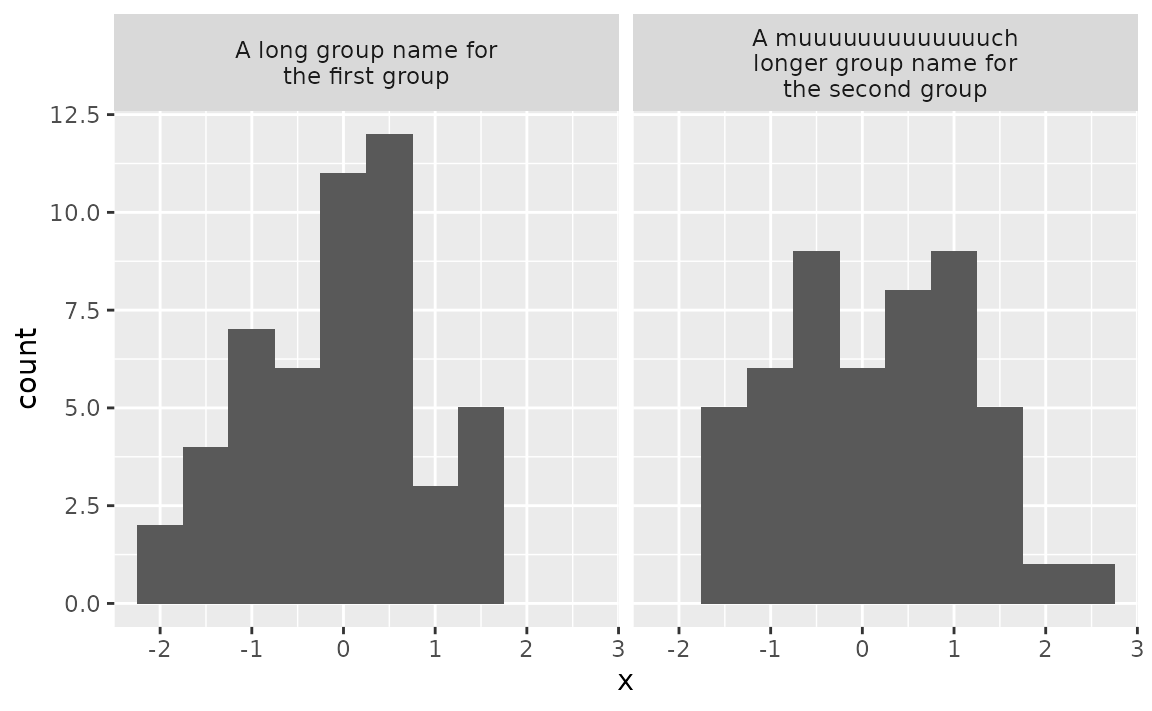 A long group name for
the first group
A muuuuuuuuuuuuuch
longer group name for
the second group
12.5
10.0
7.5
5.0
2.5
0.0
count
-2 -1 0 1 2 3
-2 -1 0 1 2 3
x